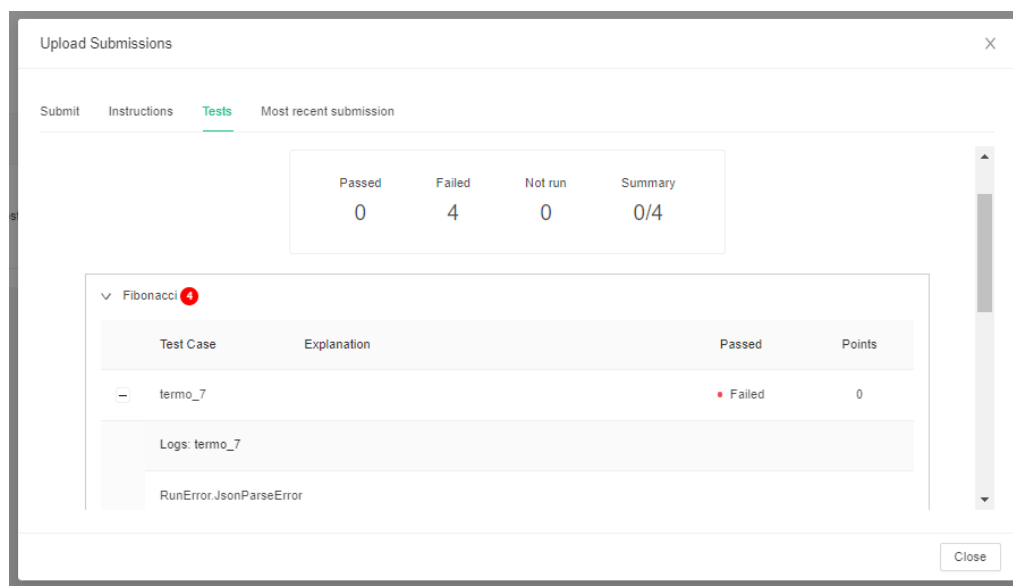 Upload Submissions
Submit Instructions Tests Most recent submission
Passed Failed Not run Summary
0 4 0 0/4
Fibonacci 4
Test Case Explanation Passed Points
termo_7 Failed 0
Logs: termo_7
RunError.JsonParseError
Close